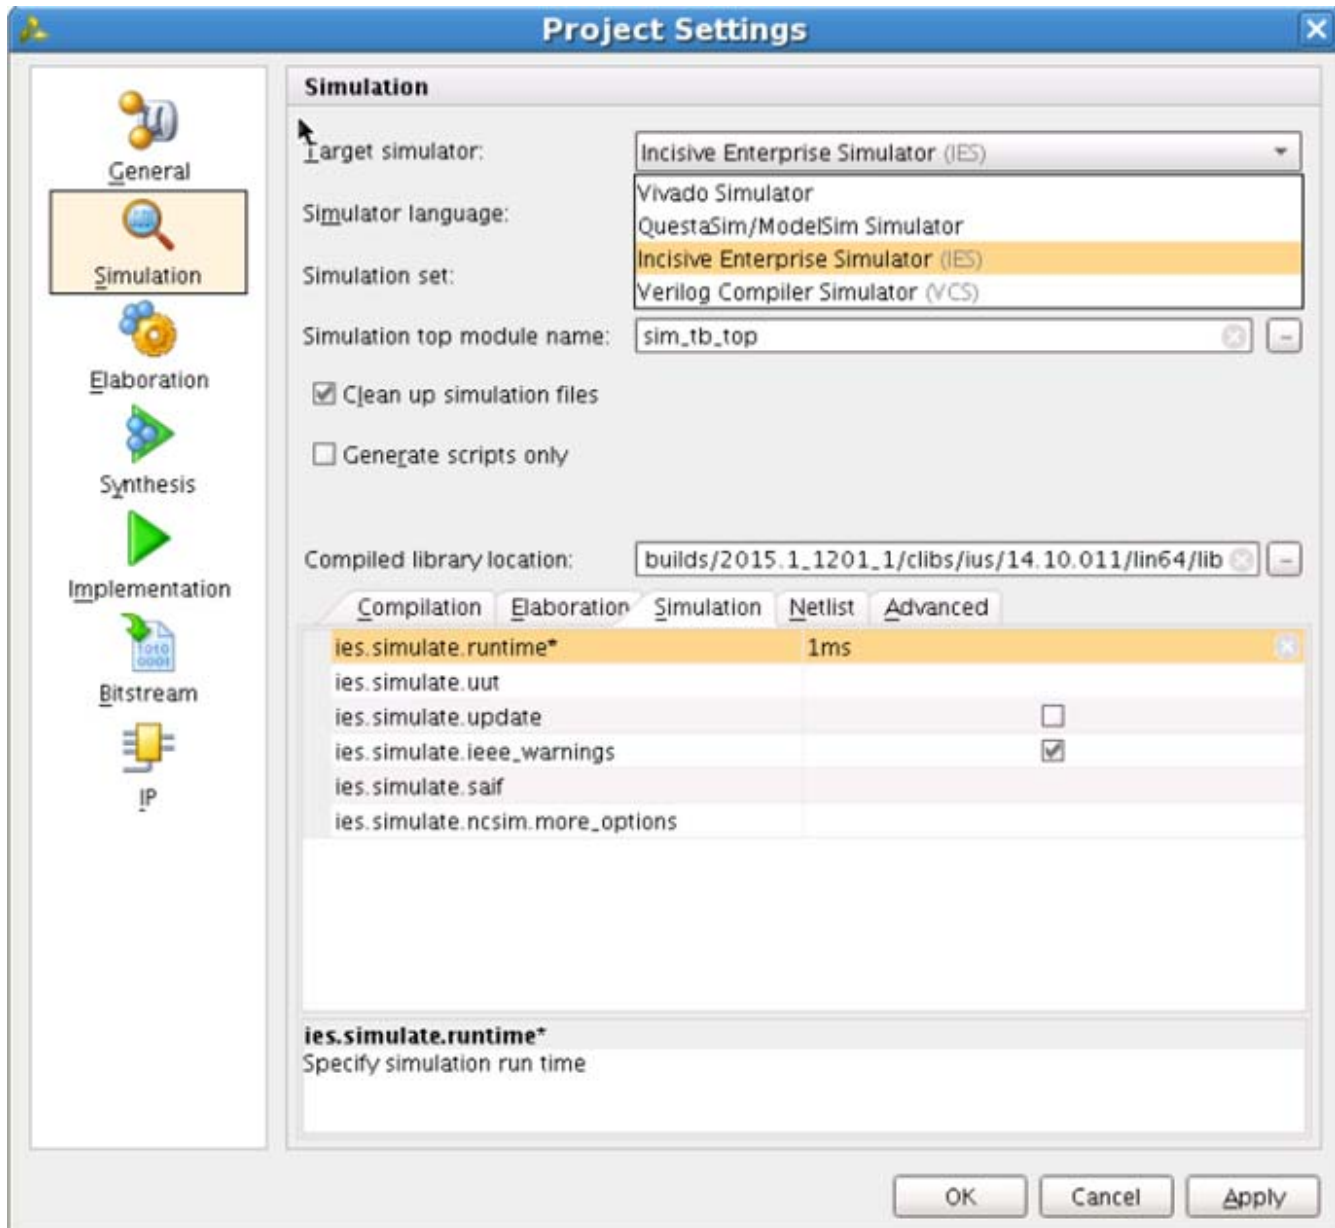 Project Settings
General
Simulation
Elaboration
Synthesis
Implementation
Bitstream
IP
Simulation
Target simulator: Incisive Enterprise Simulator (IES)
Vivado Simulator
Simulator language: QuestaSim/ModelSim Simulator
Incisive Enterprise Simulator (IES)
Simulation set: Verilog Compiler Simulator (VCS)
Simulation top module name: sim_tb_top
Clean up simulation files
Generate scripts only
Compiled library location: builds/2015.1_1201_1/clibs/ius/14.10.011/lin64/lib
Compilation Elaboration Simulation Netlist Advanced
ies.simulate.runtime* 1ms
ies.simulate.uut
ies.simulate.update
ies.simulate.ieee_warnings
ies.simulate.saif
ies.simulate.ncsim.more_options
ies.simulate.runtime*
Specify simulation run time
OK Cancel Apply